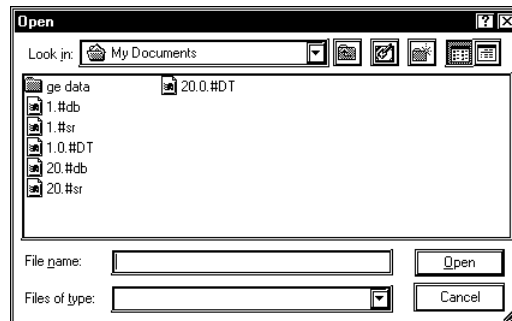 Open
Look in: My Documents
ge data
1.#db
1.#sr
1.0.#DT
20.#db
20.#sr
20.0.#DT
File name:
Open
Files of type:
Cancel